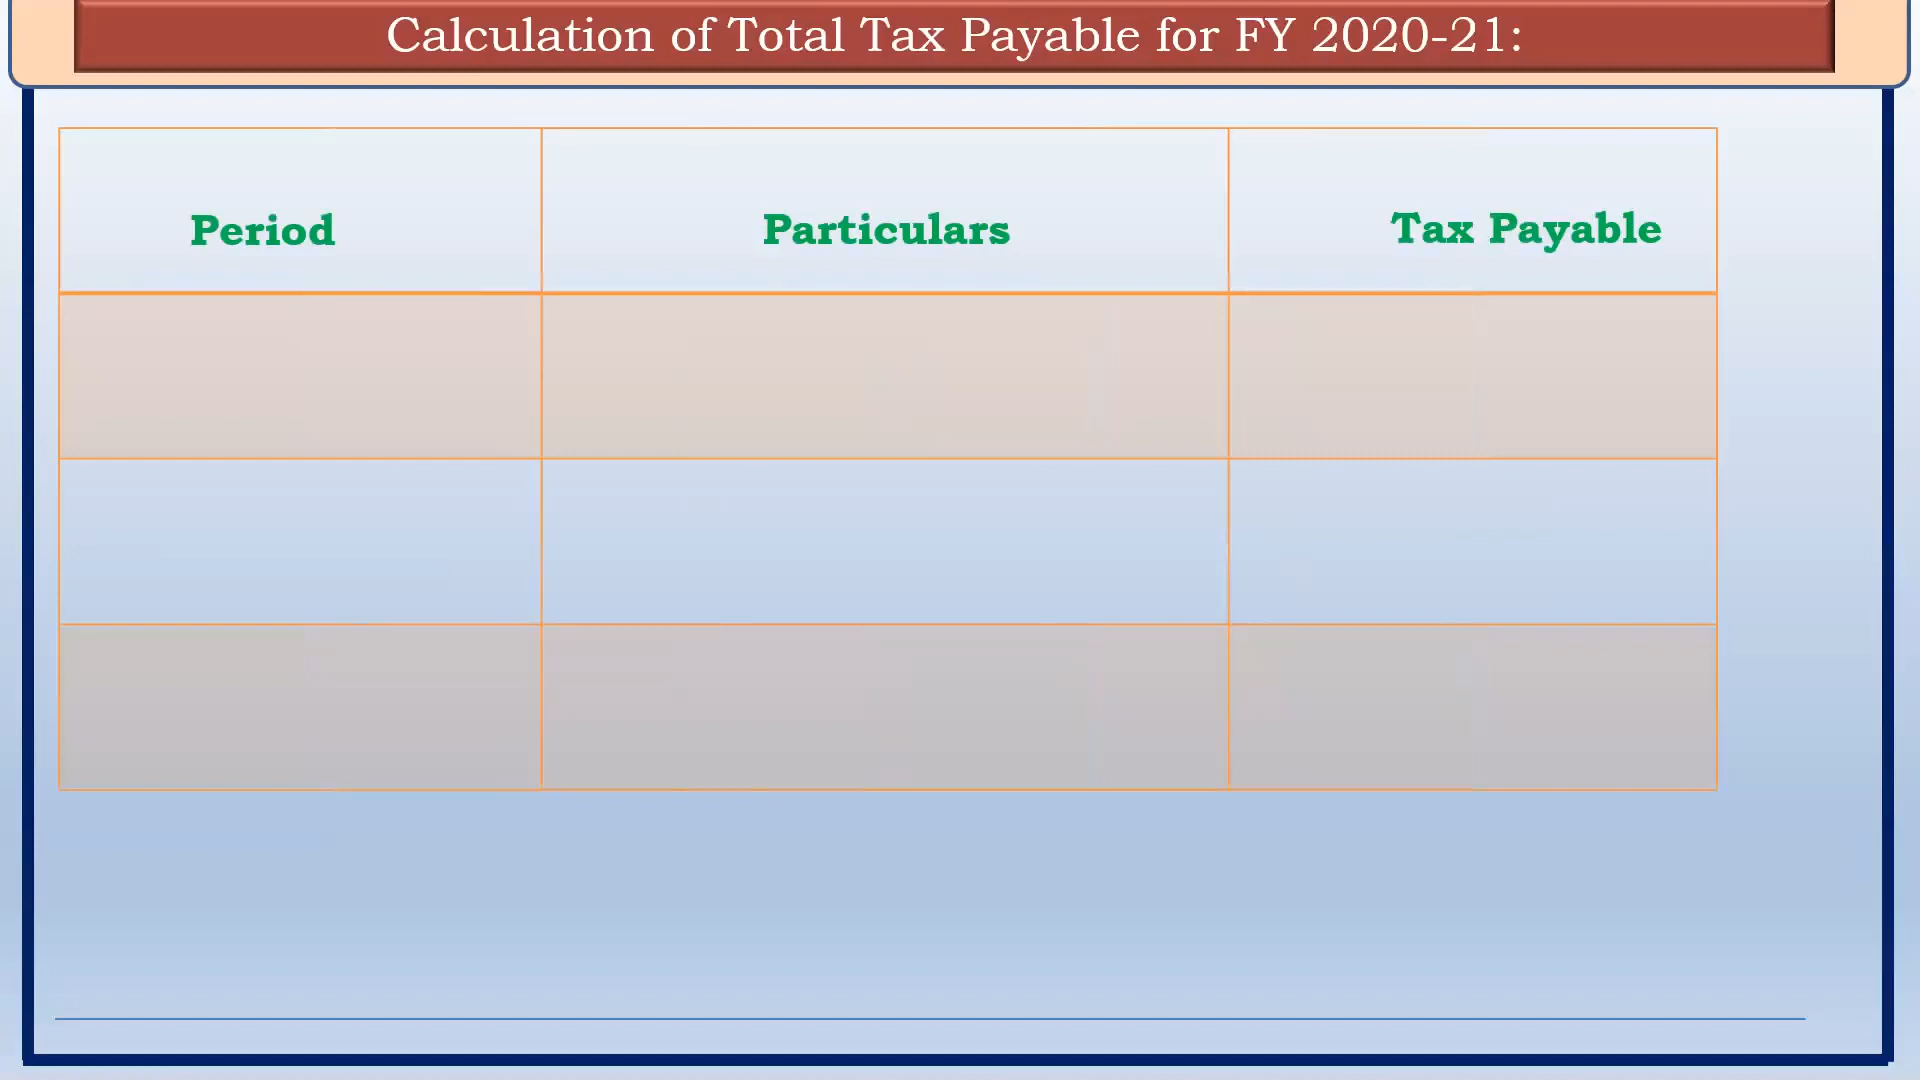 Calculation of Total Tax Payable for FY 2020-21:
Period Particulars Tax Payable